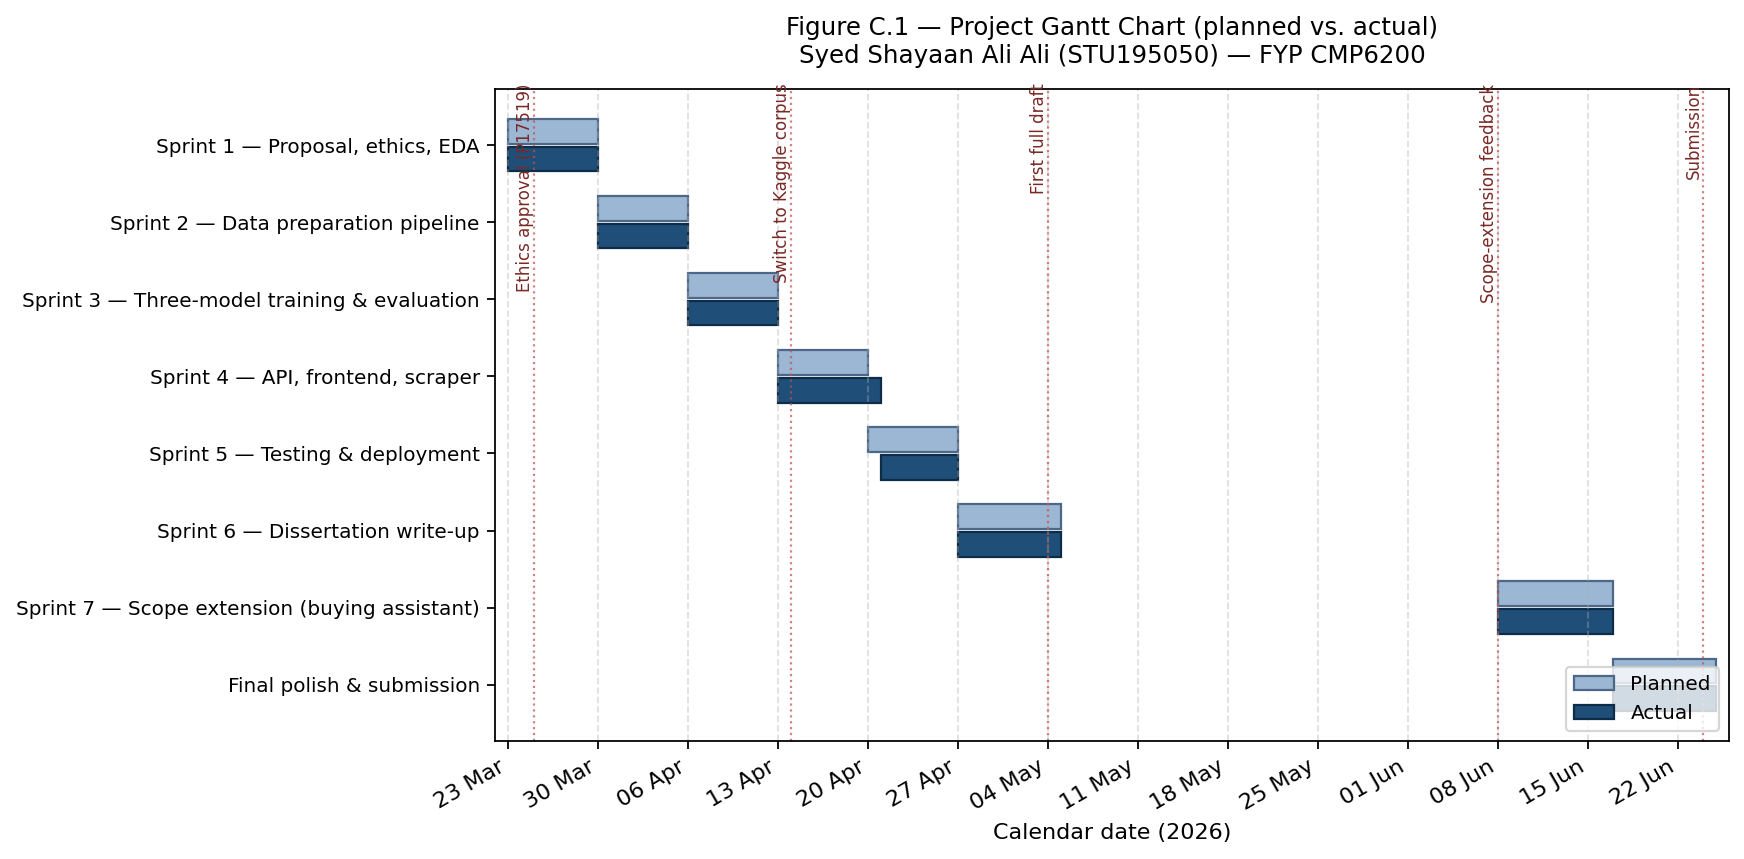 Figure C.1 — Project Gantt Chart (planned vs. actual)
Syed Shayaan Ali Ali (STU195050) — FYP CMP6200
Ethics approval (P17519)
Switch to Kaggle corpus
First full draft
Scope-extension feedback
Submission
Sprint 1 — Proposal, ethics, EDA
Sprint 2 — Data preparation pipeline
Sprint 3 — Three-model training & evaluation
Sprint 4 — API, frontend, scraper
Sprint 5 — Testing & deployment
Sprint 6 — Dissertation write-up
Sprint 7 — Scope extension (buying assistant)
Final polish & submission
Planned
Actual
23 Mar
30 Mar
06 Apr
13 Apr
20 Apr
27 Apr
04 May
11 May
18 May
25 May
01 Jun
08 Jun
15 Jun
22 Jun
Calendar date (2026)